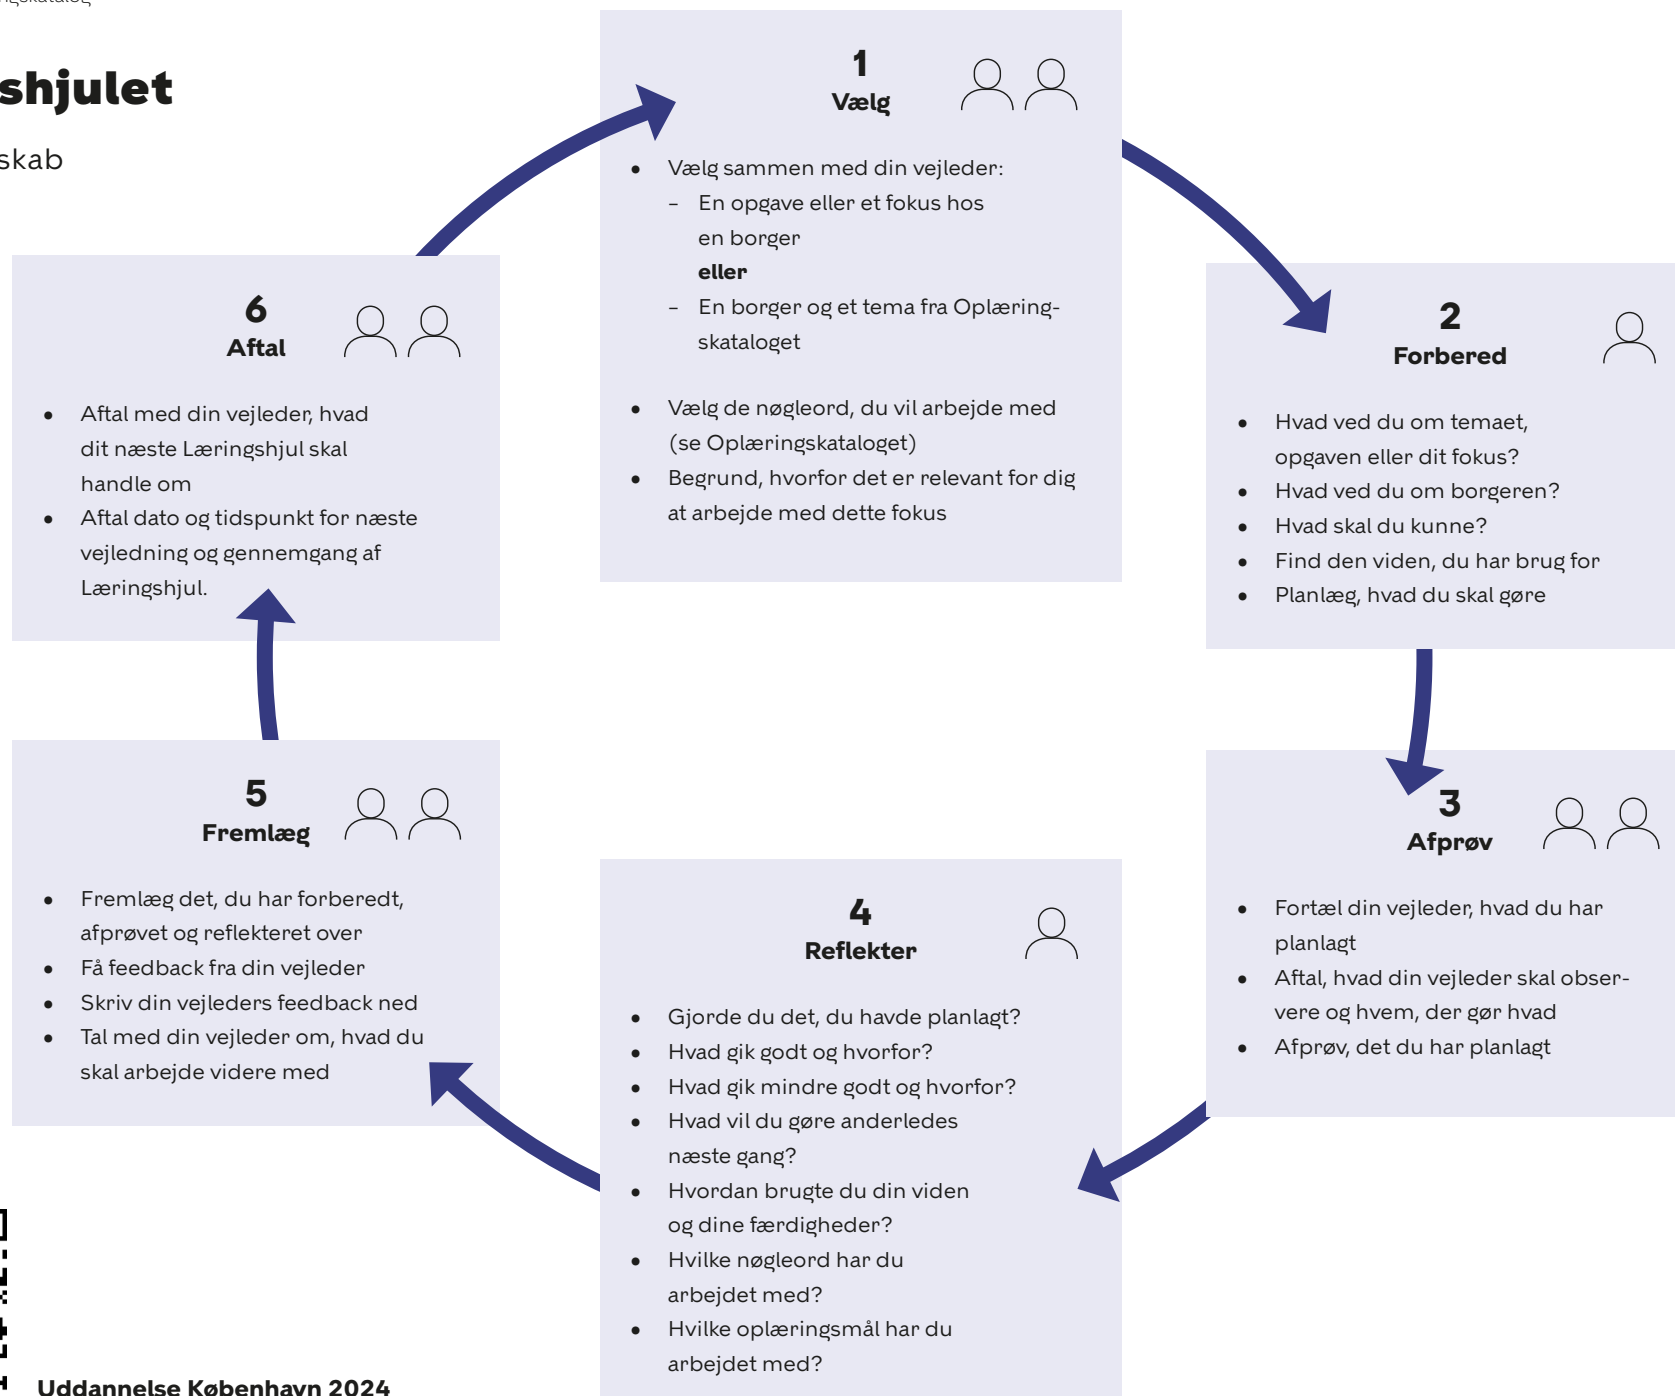 shjulet
skab
1
Vælg
• Vælg sammen med din vejleder:
– En opgave eller et fokus hos
en borger
eller
– En borger og et tema fra Oplæring-
skataloget
• Vælg de nøgleord, du vil arbejde med
(se Oplæringskataloget)
• Begrund, hvorfor det er relevant for dig
at arbejde med dette fokus
2
Forbered
• Hvad ved du om temaet,
opgaven eller dit fokus?
• Hvad ved du om borgeren?
• Hvad skal du kunne?
• Find den viden, du har brug for
• Planlæg, hvad du skal gøre
3
Afprøv
• Fortæl din vejleder, hvad du har
planlagt
• Aftal, hvad din vejleder skal obser-
vere og hvem, der gør hvad
• Afprøv, det du har planlagt
4
Reflekter
• Gjorde du det, du havde planlagt?
• Hvad gik godt og hvorfor?
• Hvad gik mindre godt og hvorfor?
• Hvad vil du gøre anderledes
næste gang?
• Hvordan brugte du din viden
og dine færdigheder?
• Hvilke nøgleord har du
arbejdet med?
• Hvilke oplæringsmål har du
arbejdet med?
5
Fremlæg
• Fremlæg det, du har forberedt,
afprøvet og reflekteret over
• Få feedback fra din vejleder
• Skriv din vejleders feedback ned
• Tal med din vejleder om, hvad du
skal arbejde videre med
6
Aftal
• Aftal med din vejleder, hvad
dit næste Læringshjul skal
handle om
• Aftal dato og tidspunkt for næste
vejledning og gennemgang af
Læringshjul.
Uddannelse København 2024